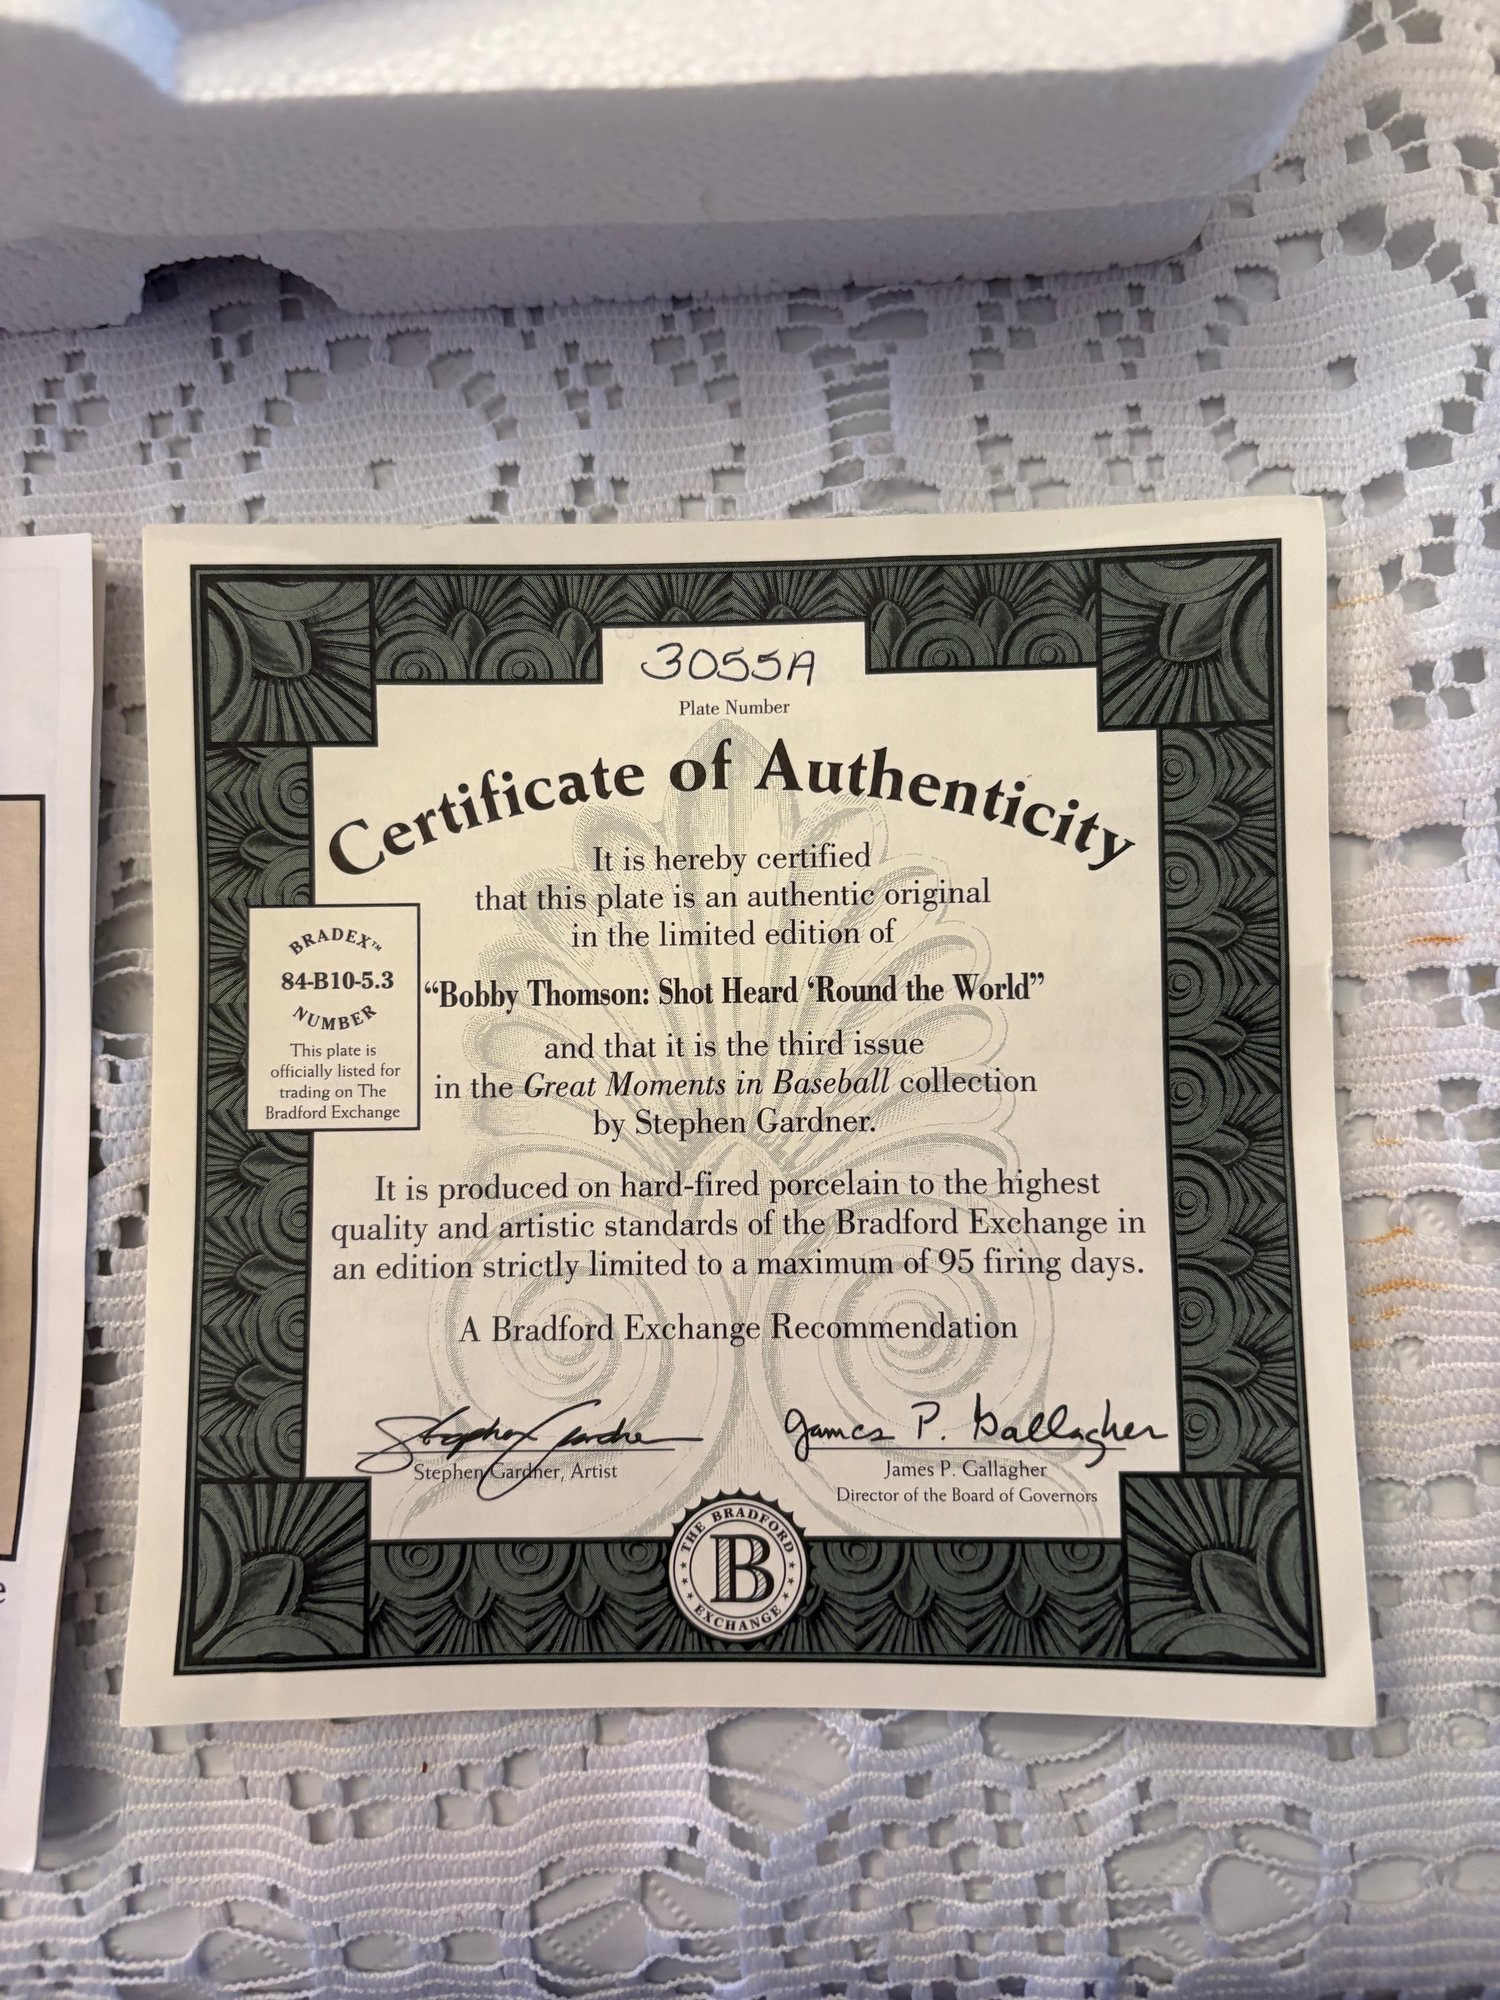 3055A
Plate Number
Certificate of Authenticity
It is hereby certified
that this plate is an authentic original
in the limited edition of
"Bobby Thomson: Shot Heard 'Round the World"
and that it is the third issue
in the Great Moments in Baseball collection
by Stephen Gardner.
BRADEX™
84-B10-5.3
NUMBER
This plate is
officially listed for
trading on The
Bradford Exchange
It is produced on hard-fired porcelain to the highest
quality and artistic standards of the Bradford Exchange in
an edition strictly limited to a maximum of 95 firing days.
A Bradford Exchange Recommendation
Stephen Gardner
Stephen Gardner, Artist
James P. Gallagher
James P. Gallagher
Director of the Board of Governors
THE BRADFORD
B
EXCHANGE
e